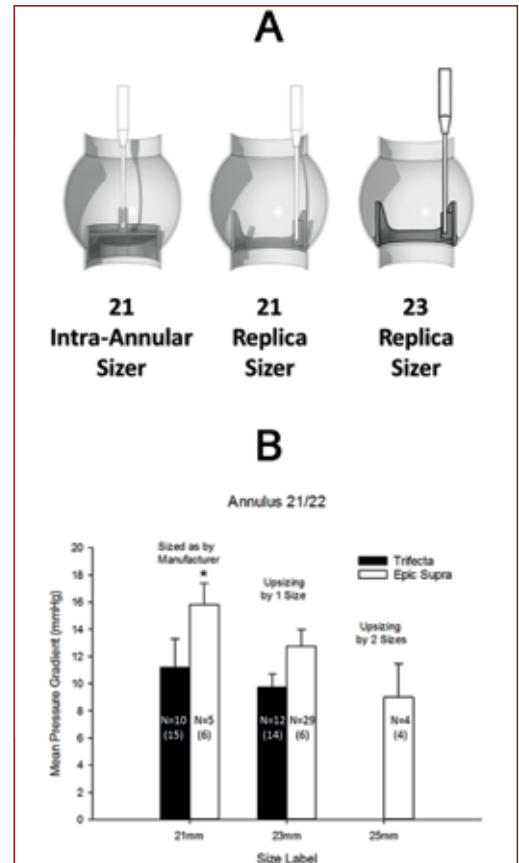 A
21
Intra-Annular
Sizer
21
Replica
Sizer
23
Replica
Sizer
B
Annulus 21/22
Mean Pressure Gradient (mmHg)
20
18
16
14
12
10
8
6
4
2
0
Sized as by
Manufacturer
*
Upsizing
by 1 Size
Upsizing
by 2 Sizes
Trifecta
Epic Supra
N=10
(15)
N=5
(6)
N=12
(14)
N=29
(6)
N=4
(4)
21mm
23mm
25mm
Size Label